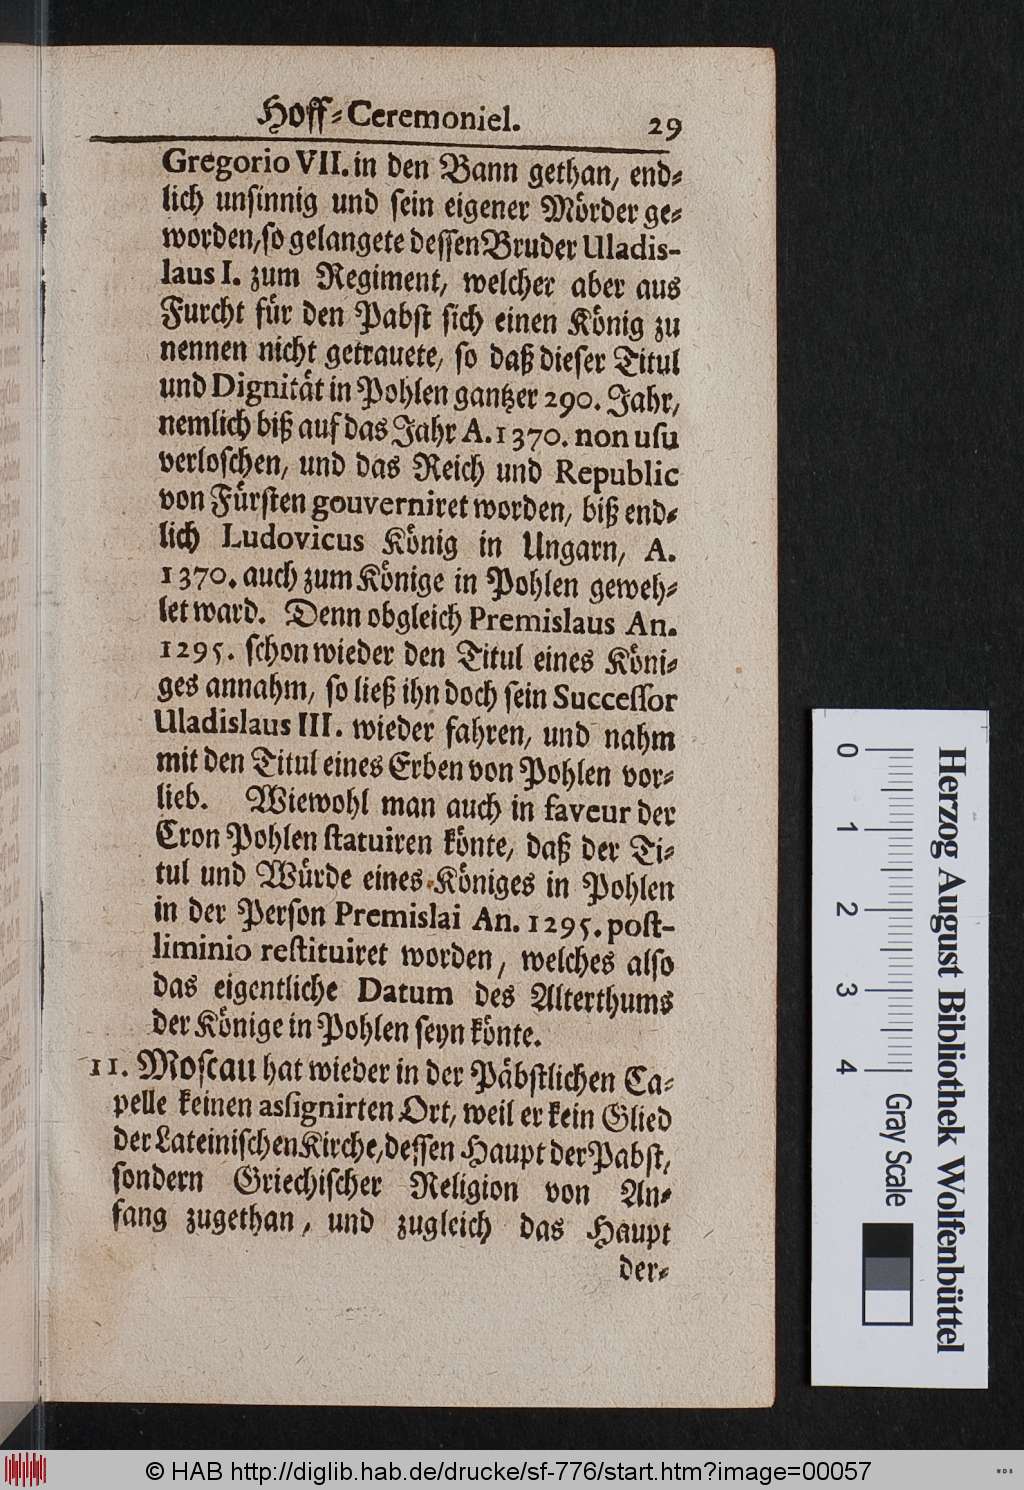 Hoff-Ceremoniel. 29
Gregorio VII. in den Bann gethan, end-
lich unsinnig und sein eigener Mörder ge-
worden, so gelangete dessen Bruder Uladis-
laus I. zum Regiment, welcher aber aus
Furcht für den Pabst sich einen König zu
nennen nicht getrauete, so daß dieser Titul
und Dignität in Pohlen gantzer 290. Jahr,
nemlich biß auf das Jahr A. 1370. non usu
verloschen, und das Reich und Republic
von Fürsten gouverniret worden, biß end-
lich Ludovicus König in Ungarn, A.
1370. auch zum Könige in Pohlen geweh-
let ward. Denn obgleich Premislaus An.
1295. schon wieder den Titul eines Köni-
ges annahm, so ließ ihn doch sein Successor
Uladislaus III. wieder fahren, und nahm
mit den Titul eines Erben von Pohlen vor-
lieb. Wiewohl man auch in faveur der
Cron Pohlen statuiren könte, daß der Ti-
tul und Würde eines Königes in Pohlen
in der Person Premislai An. 1295. post-
liminio restituiret worden, welches also
das eigentliche Datum des Alterthums
der Könige in Pohlen seyn könte.
11. Moscau hat wieder in der Päbstlichen Ca-
pelle keinen assignirten Ort, weil er kein Glied
der Lateinischen Kirche, dessen Haupt der Pabst,
sondern Griechischer Religion von An-
fang zugethan, und zugleich das Haupt
der-
0 1 2 3 4 Gray Scale
Herzog August Bibliothek Wolfenbüttel
© HAB http://diglib.hab.de/drucke/sf-776/start.htm?image=00057